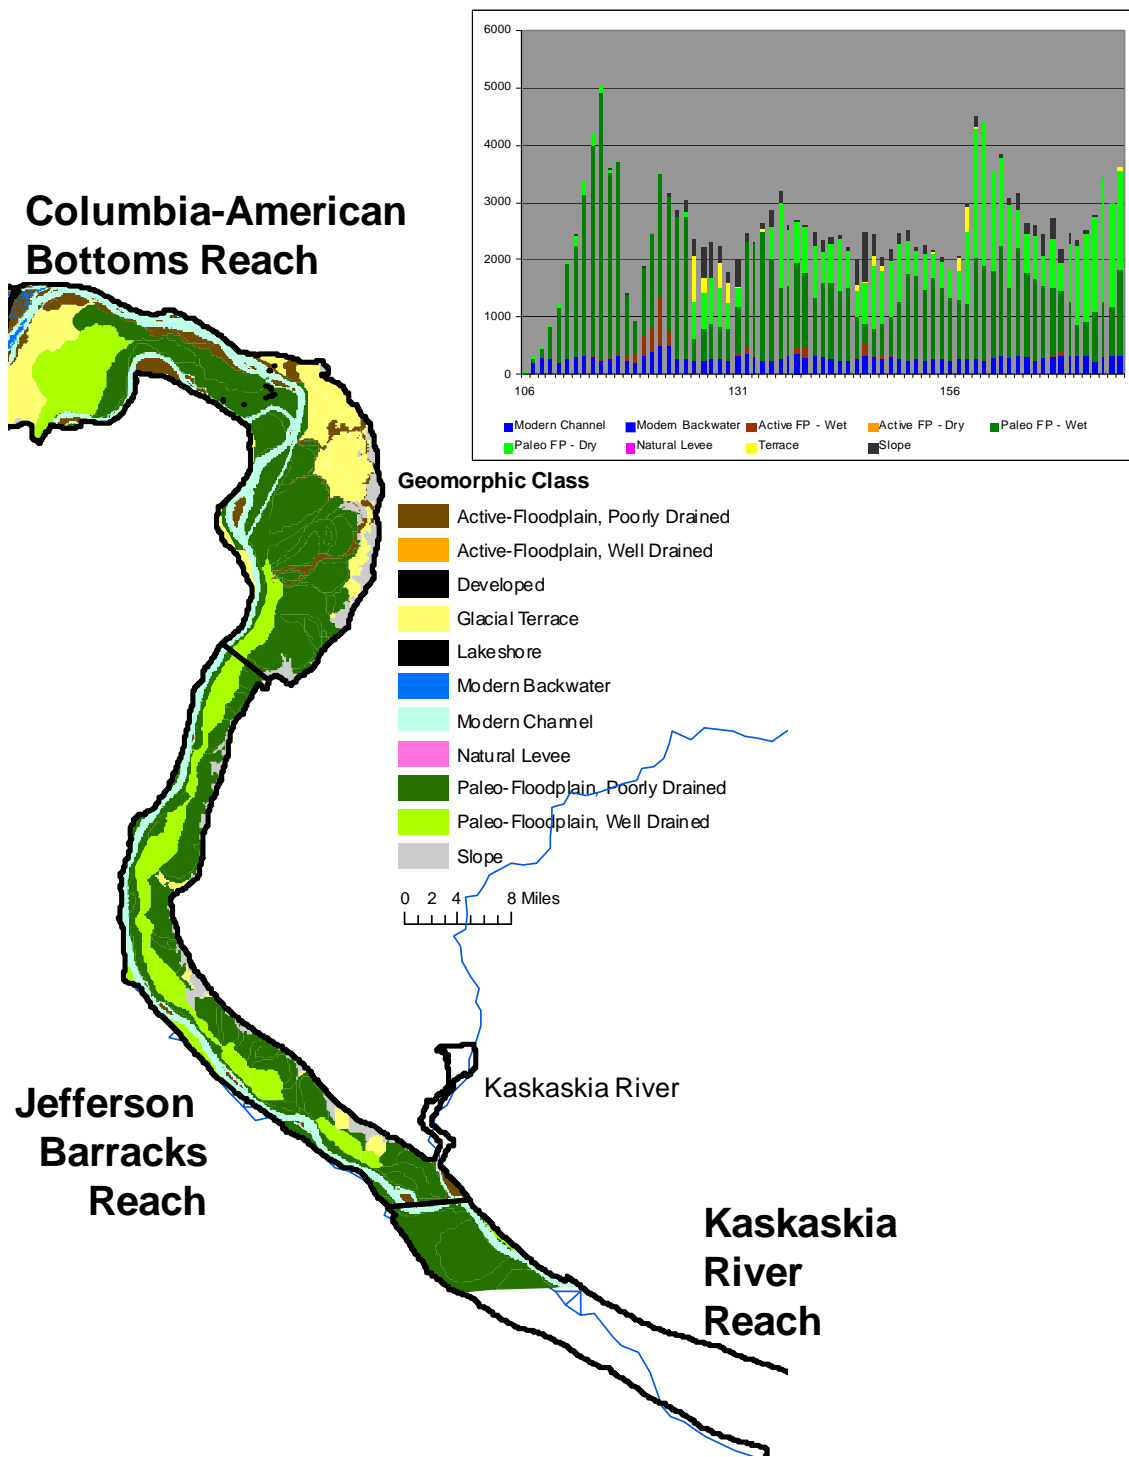 6000
5000
4000
3000
2000
1000
0
106
131
156
Modern Channel
Modern Backwater
Active FP - Wet
Active FP - Dry
Paleo FP - Wet
Paleo FP - Dry
Natural Levee
Terrace
Slope
Columbia-American
Bottoms Reach
Geomorphic Class
Active-Floodplain, Poorly Drained
Active-Floodplain, Well Drained
Developed
Glacial Terrace
Lakeshore
Modern Backwater
Modern Channel
Natural Levee
Paleo-Floodplain, Poorly Drained
Paleo-Floodplain, Well Drained
Slope
0 2 4 8 Miles
Kaskaskia River
Jefferson
Barracks
Reach
Kaskaskia
River
Reach